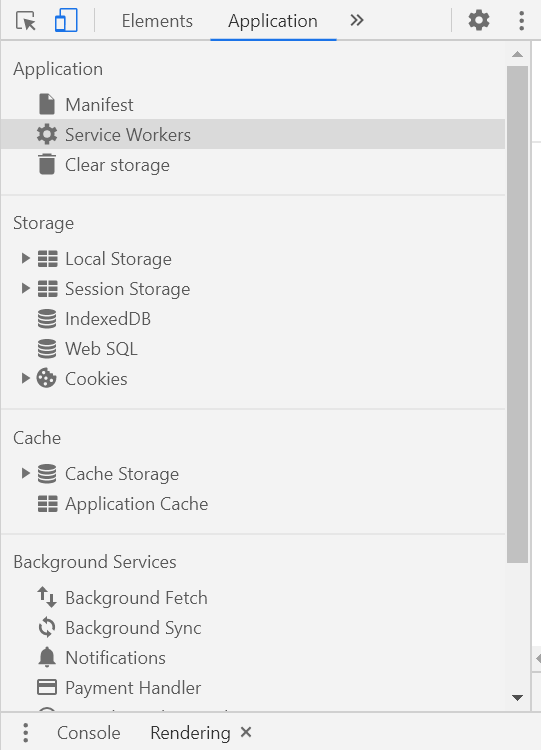 Elements Application
Application
Manifest
Service Workers
Clear storage
Storage
Local Storage
Session Storage
IndexedDB
Web SQL
Cookies
Cache
Cache Storage
Application Cache
Background Services
Background Fetch
Background Sync
Notifications
Payment Handler
Console Rendering